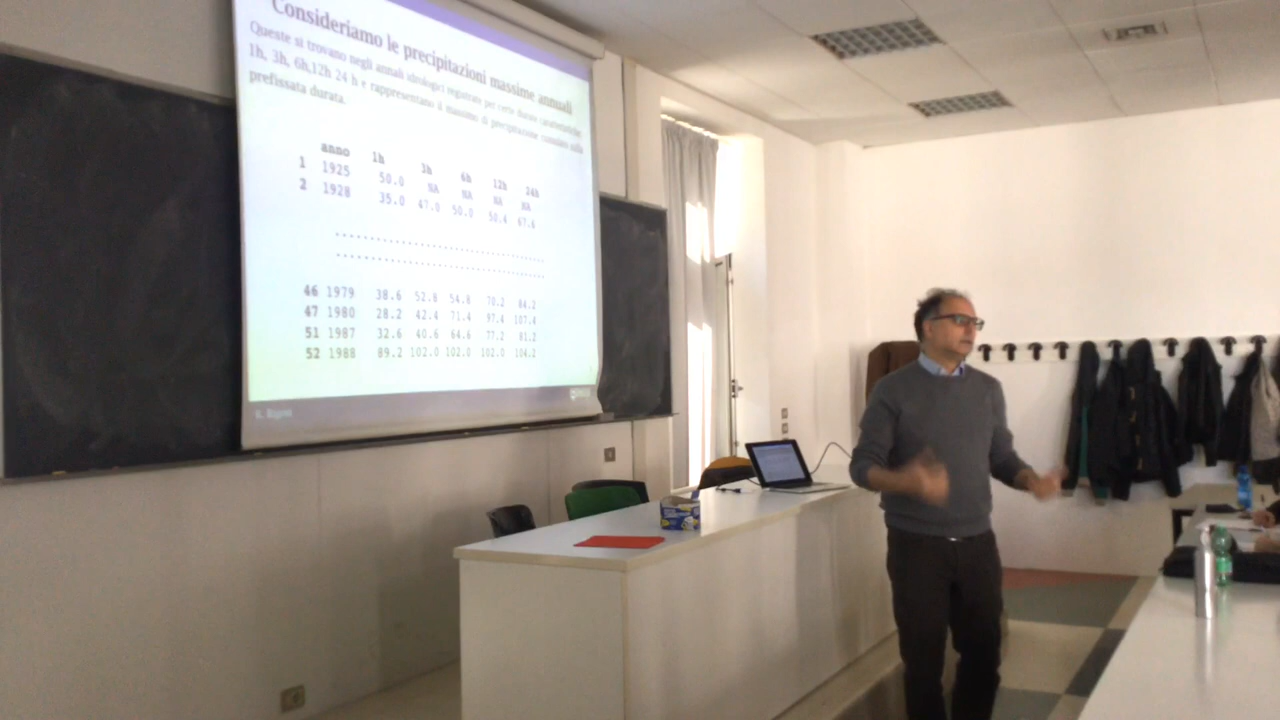 Consideriamo le precipitazioni massime annuali
Queste si trovano negli annali idrologici registrate per certe durate caratteristiche
1h, 3h, 6h,12h 24 h e rappresentano il massimo di precipitazione cumulata sulla
prefissata durata.
anno 1h 3h 6h 12h 24h
1 1925 50.0 NA NA NA NA
2 1928 35.0 47.0 50.0 50.4 67.6
................................
................................
46 1979 38.6 52.8 54.8 70.2 84.2
47 1980 28.2 42.4 71.4 97.4 107.4
51 1987 32.6 40.6 64.6 77.2 81.2
52 1988 89.2 102.0 102.0 102.0 104.2